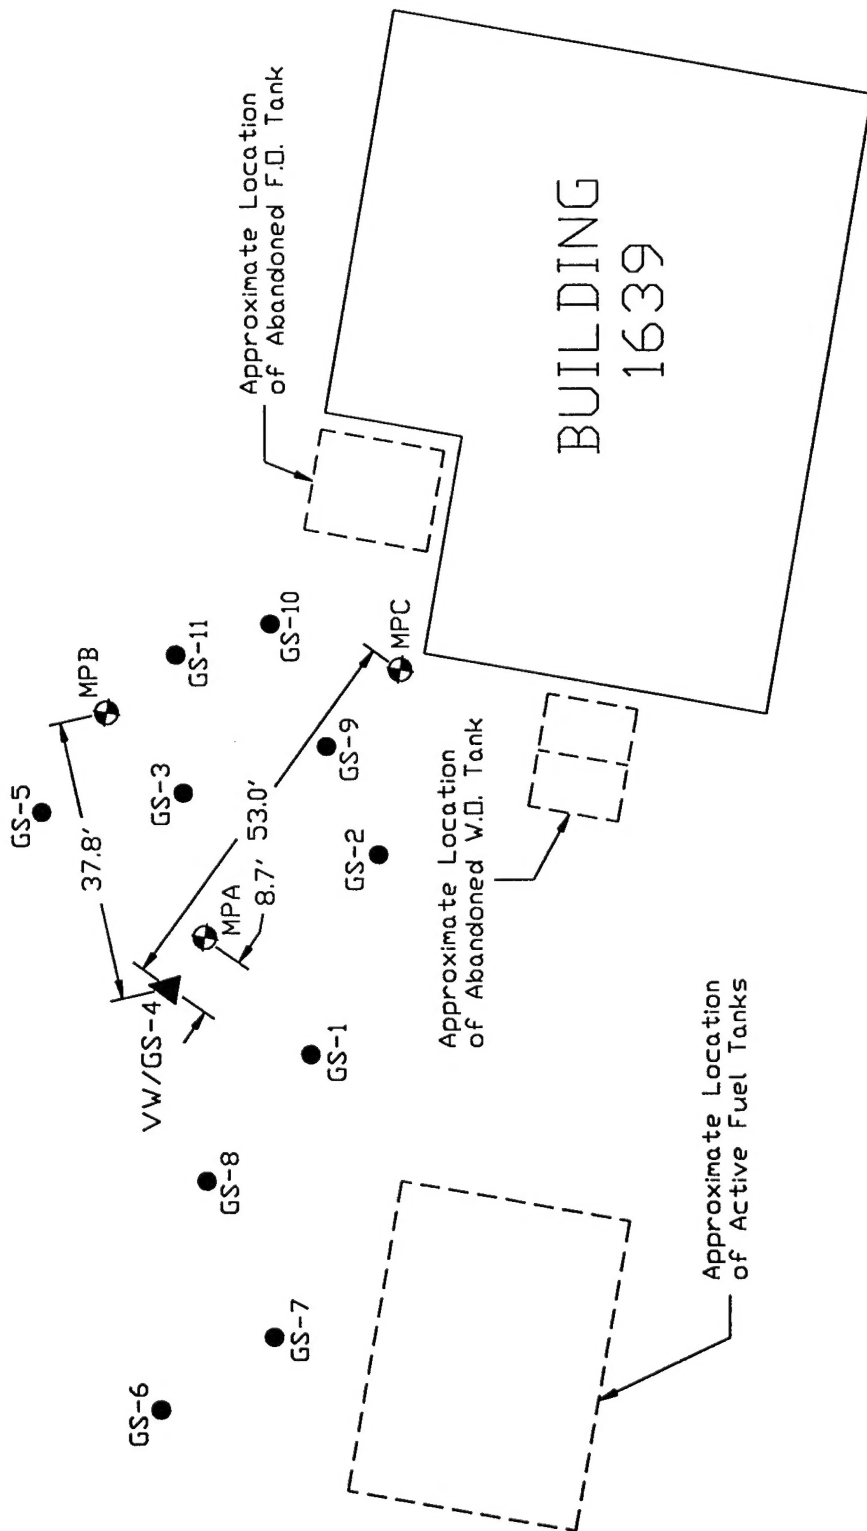 GS-5
MPB
37.8'
GS-3
GS-11
GS-10
Approximate Location
of Abandoned F.O. Tank
VW/GS-4
MPA
8.7'
53.0'
GS-9
MPC
GS-2
BUILDING
1639
GS-6
GS-8
GS-7
GS-1
Approximate Location
of Abandoned W.O. Tank
Approximate Location
of Active Fuel Tanks